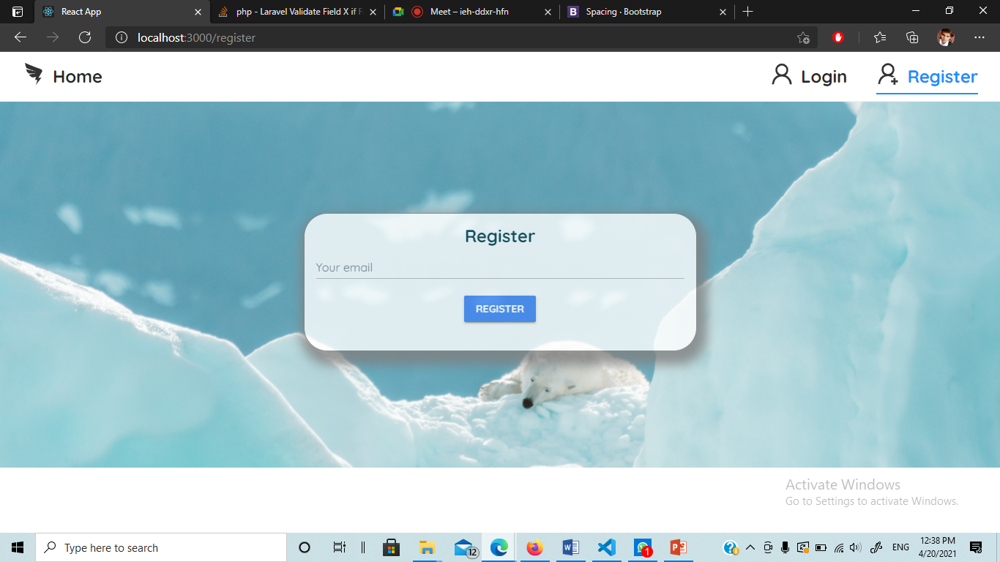 React App
php - Laravel Validate Field X if F
Meet – ieh-ddxr-hfn
B
Spacing · Bootstrap
localhost:3000/register
Home
Login
Register
Register
Your email
REGISTER
Activate Windows
Go to Settings to activate Windows.
Type here to search
12
1
ENG
12:38 PM
4/20/2021